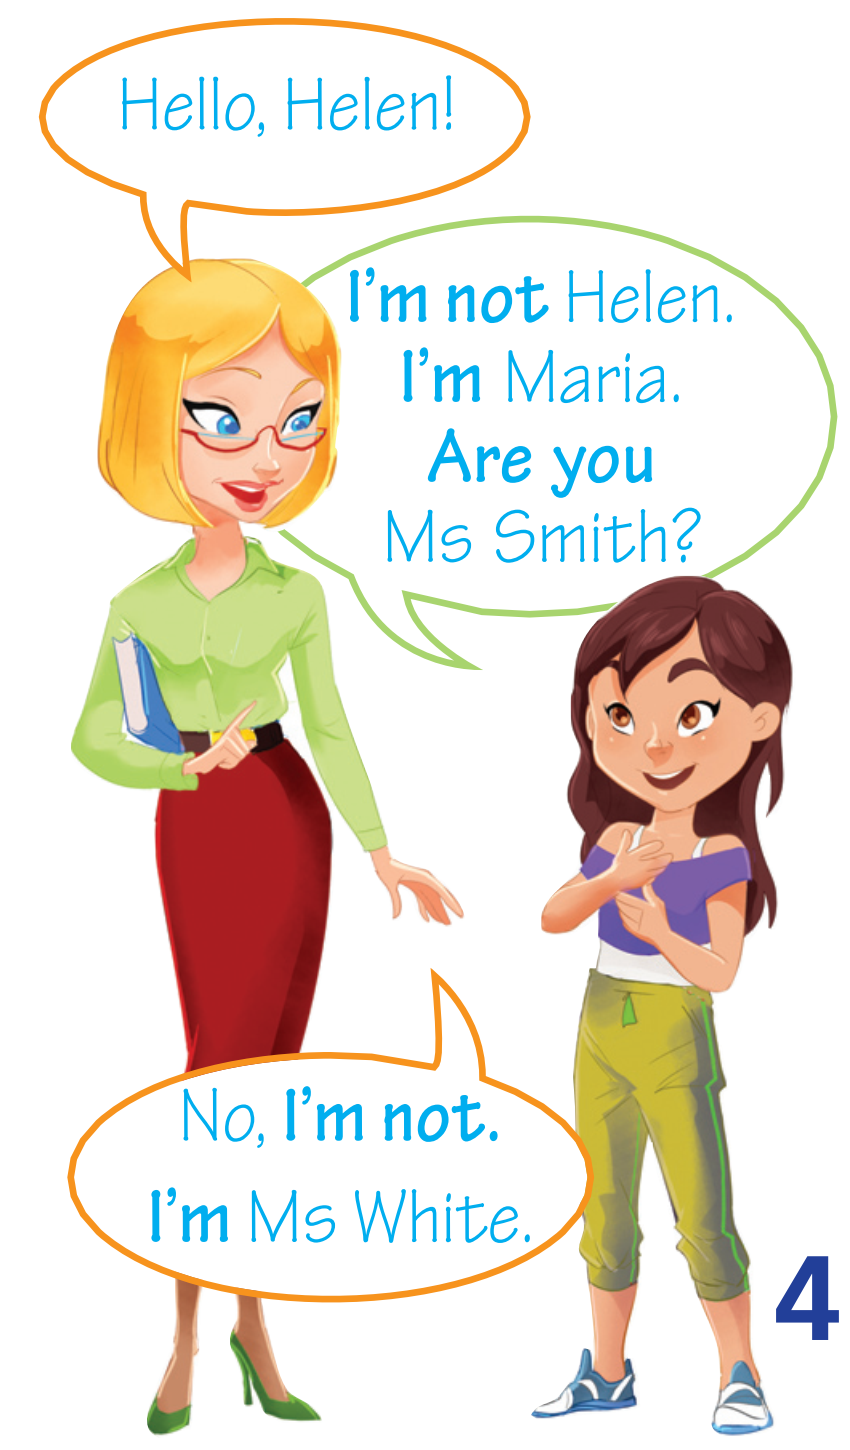 Hello, Helen!
I'm not Helen.
I'm Maria.
Are you
Ms Smith?
No, I'm not.
I'm Ms White.
4